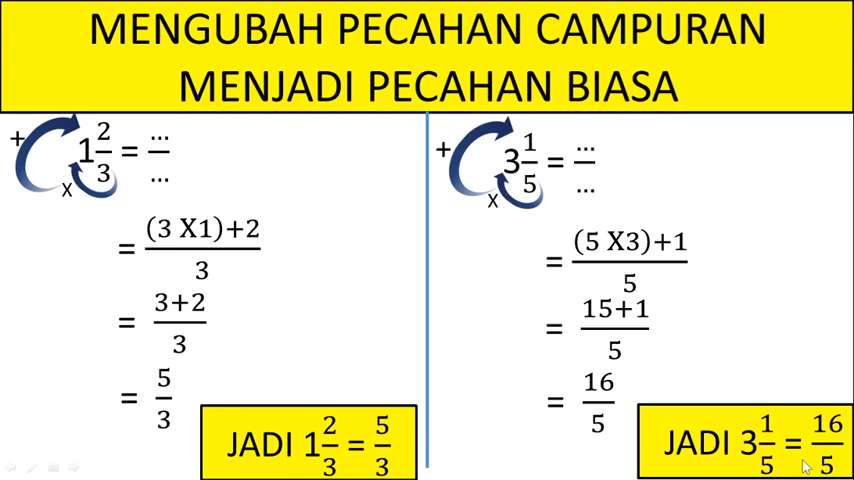 MENGUBAH PECAHAN CAMPURAN
MENJADI PECAHAN BIASA
+
x
1 2/3 = .../...
= (3 X1)+2/3
= 3+2/3
= 5/3
JADI 1 2/3 = 5/3
+
x
3 1/5 = .../...
= (5 X3)+1/5
= 15+1/5
= 16/5
JADI 3 1/5 = 16/5